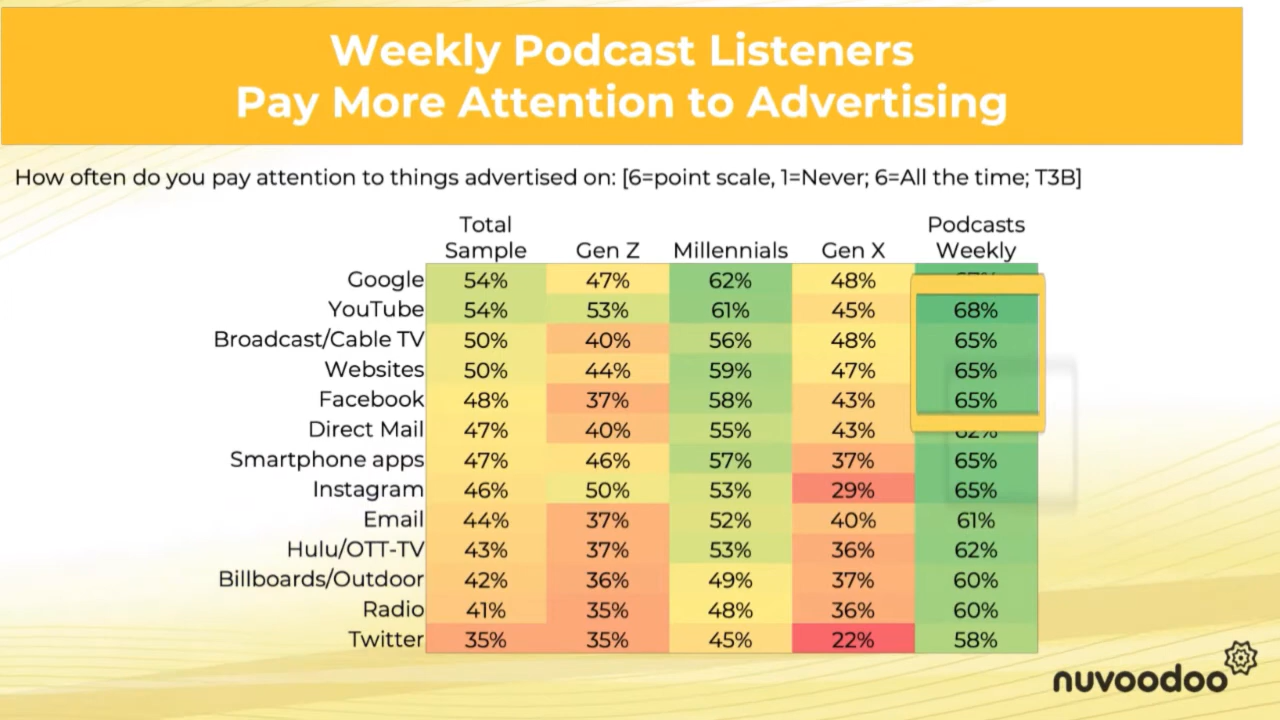 Weekly Podcast Listeners
Pay More Attention to Advertising
How often do you pay attention to things advertised on: [6=point scale, 1=Never; 6=All the time; T3B]
Total Sample Gen Z Millennials Gen X Podcasts Weekly
Google 54% 47% 62% 48%
YouTube 54% 53% 61% 45% 68%
Broadcast/Cable TV 50% 40% 56% 48% 65%
Websites 50% 44% 59% 47% 65%
Facebook 48% 37% 58% 43% 65%
Direct Mail 47% 40% 55% 43% 62%
Smartphone apps 47% 46% 57% 37% 65%
Instagram 46% 50% 53% 29% 65%
Email 44% 37% 52% 40% 61%
Hulu/OTT-TV 43% 37% 53% 36% 62%
Billboards/Outdoor 42% 36% 49% 37% 60%
Radio 41% 35% 48% 36% 60%
Twitter 35% 35% 45% 22% 58%
nuvoodoo